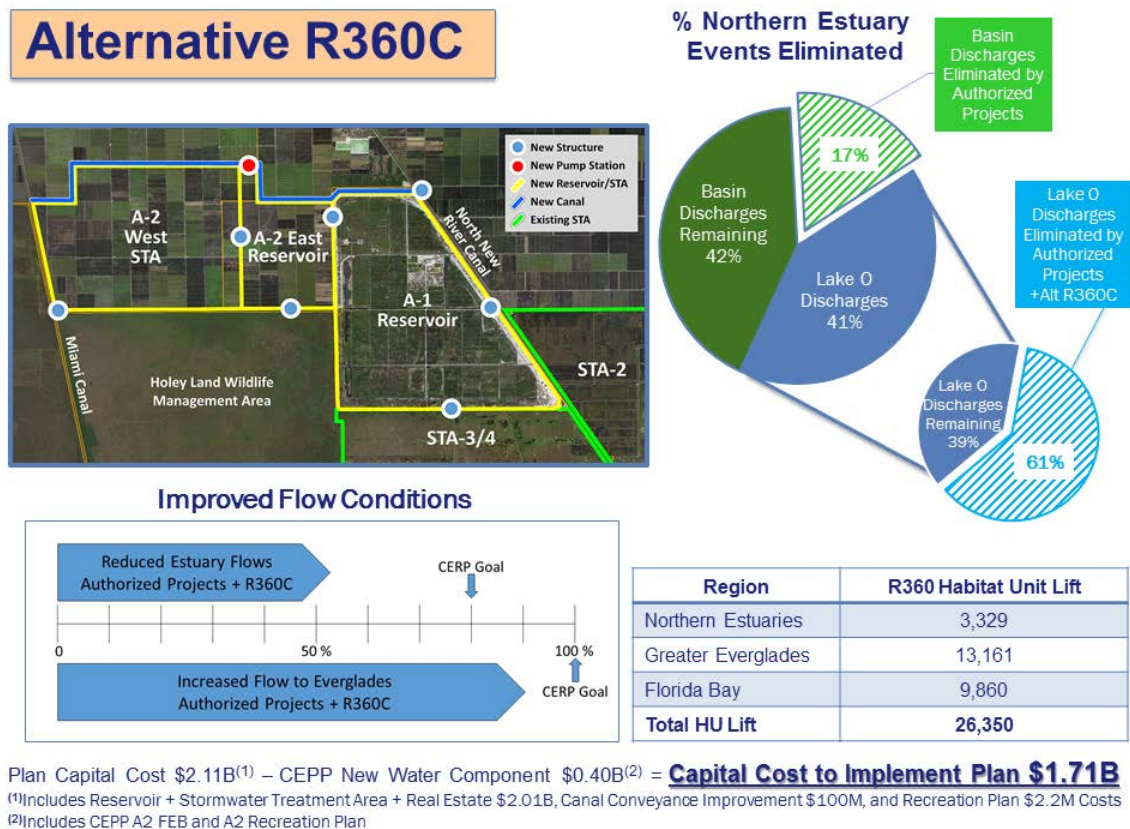 Alternative R360C
% Northern Estuary
Events Eliminated
Basin
Discharges
Eliminated by
Authorized
Projects
17%
Basin
Discharges
Remaining
42%
Lake O
Discharges
41%
Lake O
Discharges
Eliminated by
Authorized
Projects
+Alt R360C
Lake O
Discharges
Remaining
39%
61%
New Structure
New Pump Station
New Reservoir/STA
New Canal
Existing STA
A-2
West
STA
A-2 East
Reservoir
North New
River Canal
A-1
Reservoir
Miami Canal
Holey Land Wildlife
Management Area
STA-2
STA-3/4
Improved Flow Conditions
Reduced Estuary Flows
Authorized Projects + R360C
CERP Goal
0
50 %
100 %
Increased Flow to Everglades
Authorized Projects + R360C
CERP Goal
Region R360 Habitat Unit Lift
Northern Estuaries 3,329
Greater Everglades 13,161
Florida Bay 9,860
Total HU Lift 26,350
Plan Capital Cost $2.11B(1) – CEPP New Water Component $0.40B(2) = Capital Cost to Implement Plan $1.71B
(1)Includes Reservoir + Stormwater Treatment Area + Real Estate $2.01B, Canal Conveyance Improvement $100M, and Recreation Plan $2.2M Costs
(2)Includes CEPP A2 FEB and A2 Recreation Plan